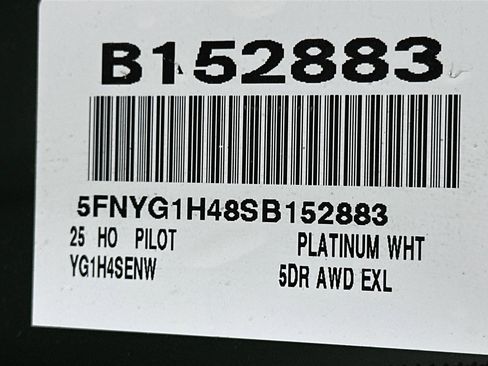 B152883
5FNYG1H48SB152883
25 HO PILOT PLATINUM WHT
YG1H4SENW 5DR AWD EXL